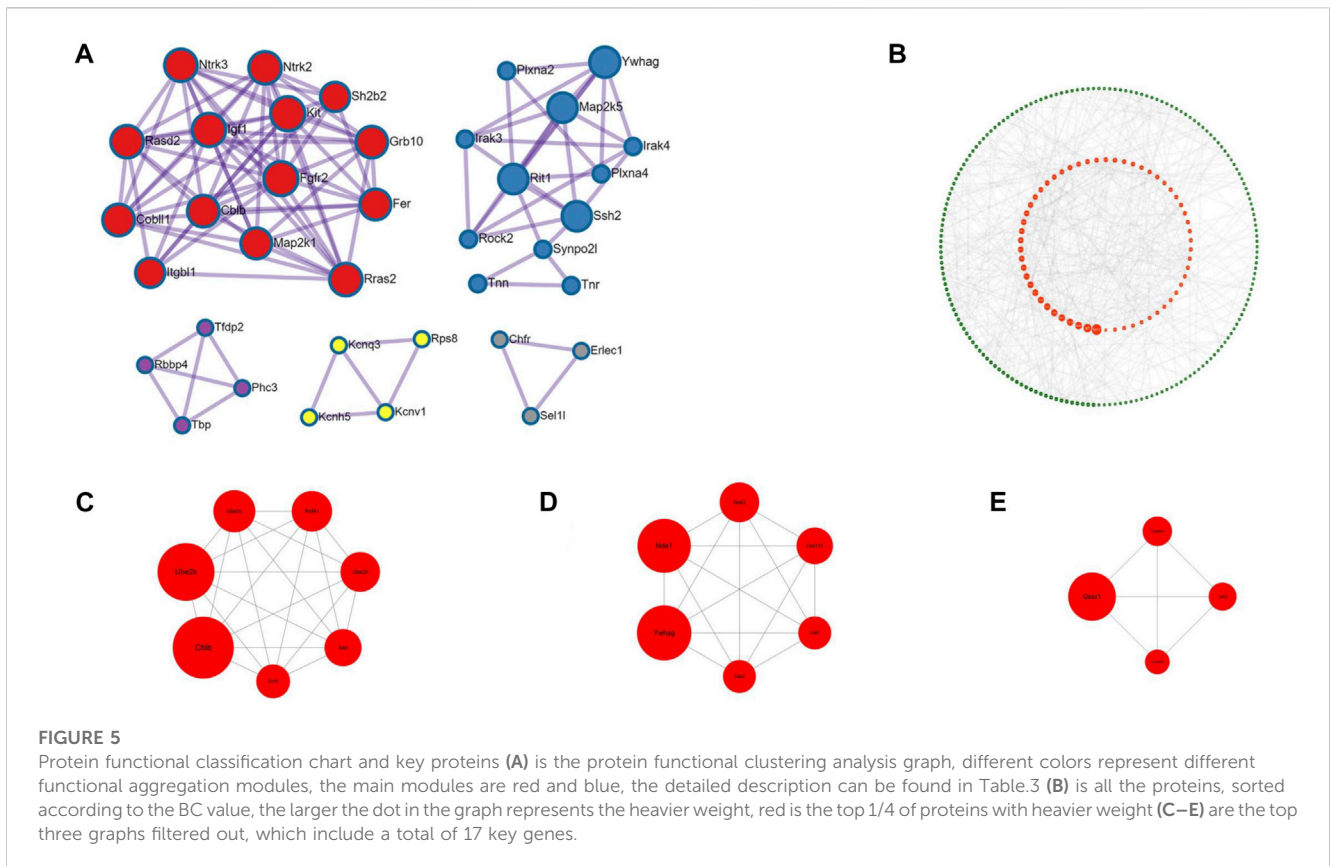 A
Ntrk3
Ntrk2
Sh2b2
Kit
Igf1
Rasd2
Grb10
Fgfr2
Fer
Cblb
Cobll1
Map2k1
Itgbl1
Rras2
Plxna2
Ywhag
Map2k5
Irak3
Irak4
Plxna4
Rit1
Ssh2
Rock2
Synpo2l
Tnn
Tnr
Tfdp2
Rbbp4
Phc3
Tbp
Kcnq3
Rps8
Kcnh5
Kcnv1
Chfr
Erlec1
Sel1l
B
C
Cblb
D
Nde1
Ywhag
E
FIGURE 5
Protein functional classification chart and key proteins (A) is the protein functional clustering analysis graph, different colors represent different
functional aggregation modules, the main modules are red and blue, the detailed description can be found in Table.3 (B) is all the proteins, sorted
according to the BC value, the larger the dot in the graph represents the heavier weight, red is the top 1/4 of proteins with heavier weight (C–E) are the top
three graphs filtered out, which include a total of 17 key genes.